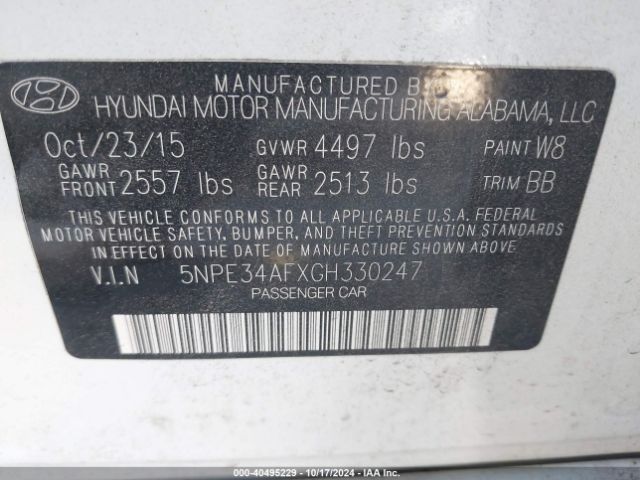 MANUFACTURED BY
HYUNDAI MOTOR MANUFACTURING ALABAMA, LLC
Oct/23/15 GVWR 4497 lbs PAINT W8
GAWR FRONT 2557 lbs GAWR REAR 2513 lbs TRIM BB
THIS VEHICLE CONFORMS TO ALL APPLICABLE U.S.A. FEDERAL
MOTOR VEHICLE SAFETY, BUMPER, AND THEFT PREVENTION STANDARDS
IN EFFECT ON THE DATE OF MANUFACTURE SHOWN ABOVE.
V.I.N 5NPE34AFXGH330247
PASSENGER CAR
000-40495229 - 10/17/2024 - IAA Inc.